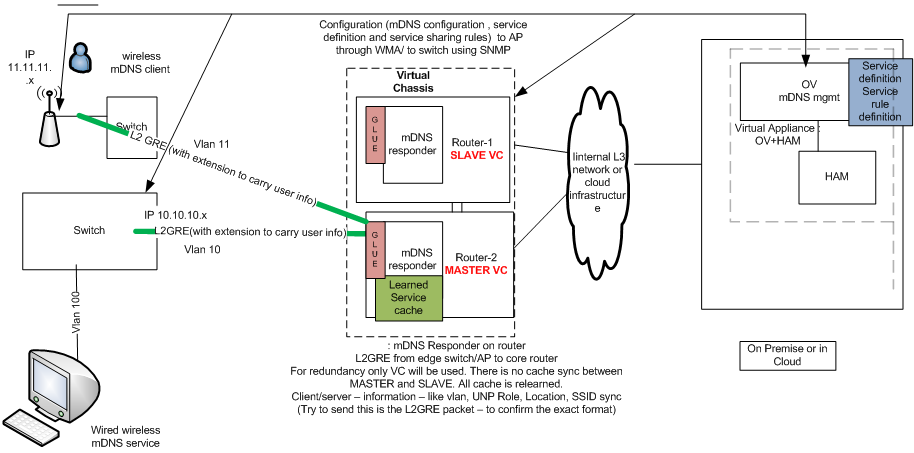 Configuration (mDNS configuration , service
definition and service sharing rules) to AP
through WMA/ to switch using SNMP
IP
11.11.11.
.x
wireless
mDNS client
Switch
Vlan 11
L2 GRE (with extension to carry user info)
IP 10.10.10.x
Switch
L2GRE(with extension to carry user info)
Vlan 10
Vlan 100
Wired wireless
mDNS service
Virtual
Chassis
GLUE
mDNS
responder
Router-1
SLAVE VC
GLUE
mDNS
responder
Router-2
MASTER VC
Learned
Service
cache
Iinternal L3
network or
cloud
infrastructur
e
OV
mDNS mgmt
Service
definition
Service
rule
definition
Virtual Appliance :
OV+HAM
HAM
On Premise or in
Cloud
: mDNS Responder on router
L2GRE from edge switch/AP to core router
For redundancy only VC will be used. There is no cache sync between
MASTER and SLAVE. All cache is relearned.
Client/server – information – like vlan, UNP Role, Location, SSID sync
(Try to send this is the L2GRE packet – to confirm the exact format)